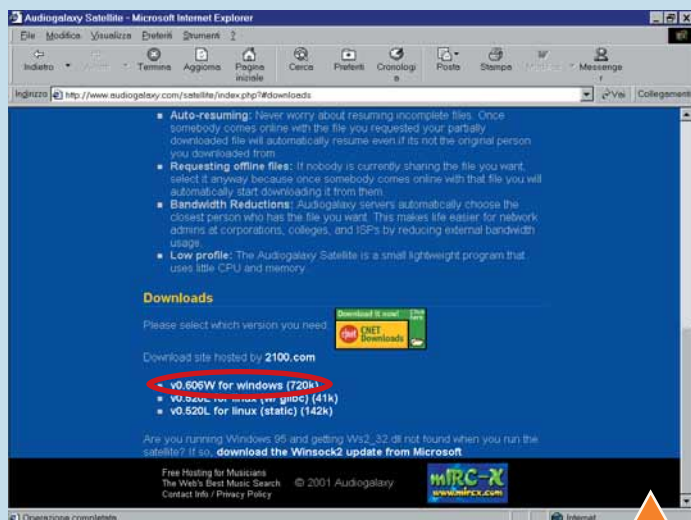 Audiogalaxy Satellite - Microsoft Internet Explorer
File Modifica Visualizza Preferiti Strumenti ?
Indietro Termina Aggiorna Pagina iniziale Cerca Preferiti Cronologia Posta Stampa Messenger
Indirizzo http://www.audiogalaxy.com/satellite/index.php?#downloads Vai Collegamenti
Auto-resuming: Never worry about resuming incomplete files. Once
somebody comes online with the file you requested your partially
downloaded file will automatically resume even if its not the original person
you downloaded from.
Requesting offline files: If nobody is currently sharing the file you want,
select it anyway because once somebody comes online with that file you will
automatically start downloading it from them.
Bandwidth Reductions: Audiogalaxy servers automatically choose the
closest person who has the file you want. This makes life easier for network
admins at corporations, colleges, and ISPs by reducing external bandwidth
usage.
Low profile: The Audiogalaxy Satellite is a small lightweight program that
uses little CPU and memory.
Downloads
Please select which version you need:
Download it now! Click here
c|net CNET Downloads
Download site hosted by 2100.com
v0.606W for windows (720k)
v0.520L for linux (w/ glibc) (41k)
v0.520L for linux (static) (142k)
Are you running Windows 95 and getting Ws2_32.dll not found when you run the
satellite? If so, download the Winsock2 update from Microsoft
Free Hosting for Musicians
The Web's Best Music Search © 2001 Audiogalaxy
Contact Info / Privacy Policy
mIRC-X
www.mircx.com
Operazione completata Internet